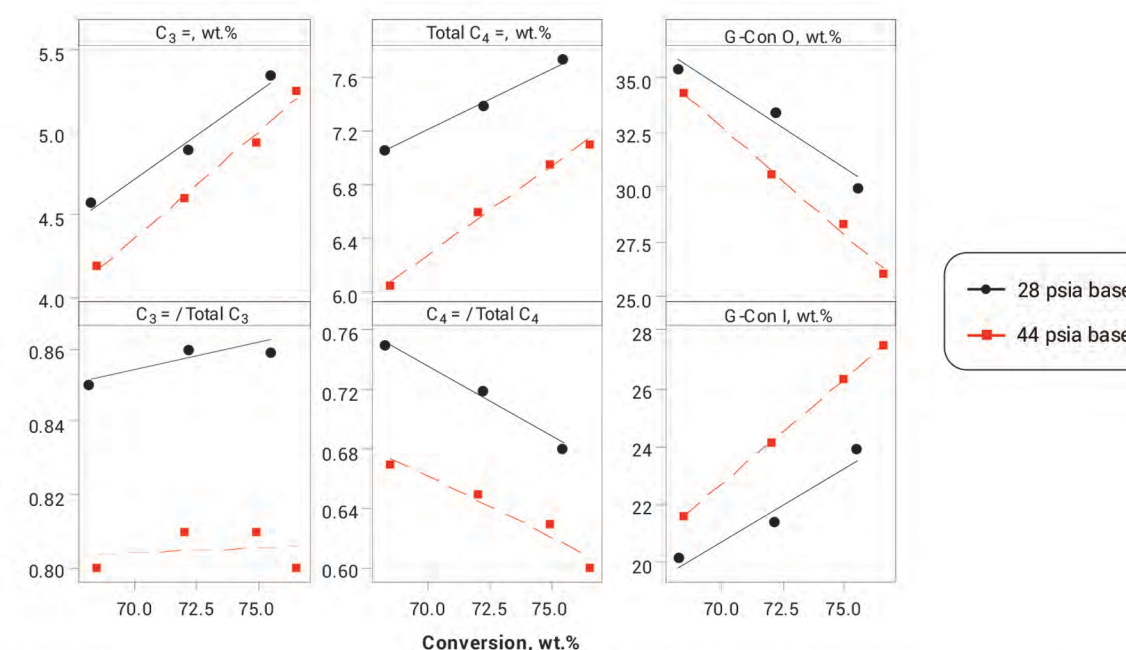 C3 =, wt.%
5.5
5.0
4.5
4.0
Total C4 =, wt.%
7.6
7.2
6.8
6.4
6.0
G-Con O, wt.%
35.0
32.5
30.0
27.5
25.0
C3 = / Total C3
0.86
0.84
0.82
0.80
70.0 72.5 75.0
C4 = / Total C4
0.76
0.72
0.68
0.64
0.60
70.0 72.5 75.0
G-Con I, wt.%
28
26
24
22
20
70.0 72.5 75.0
Conversion, wt.%
28 psia base
44 psia base